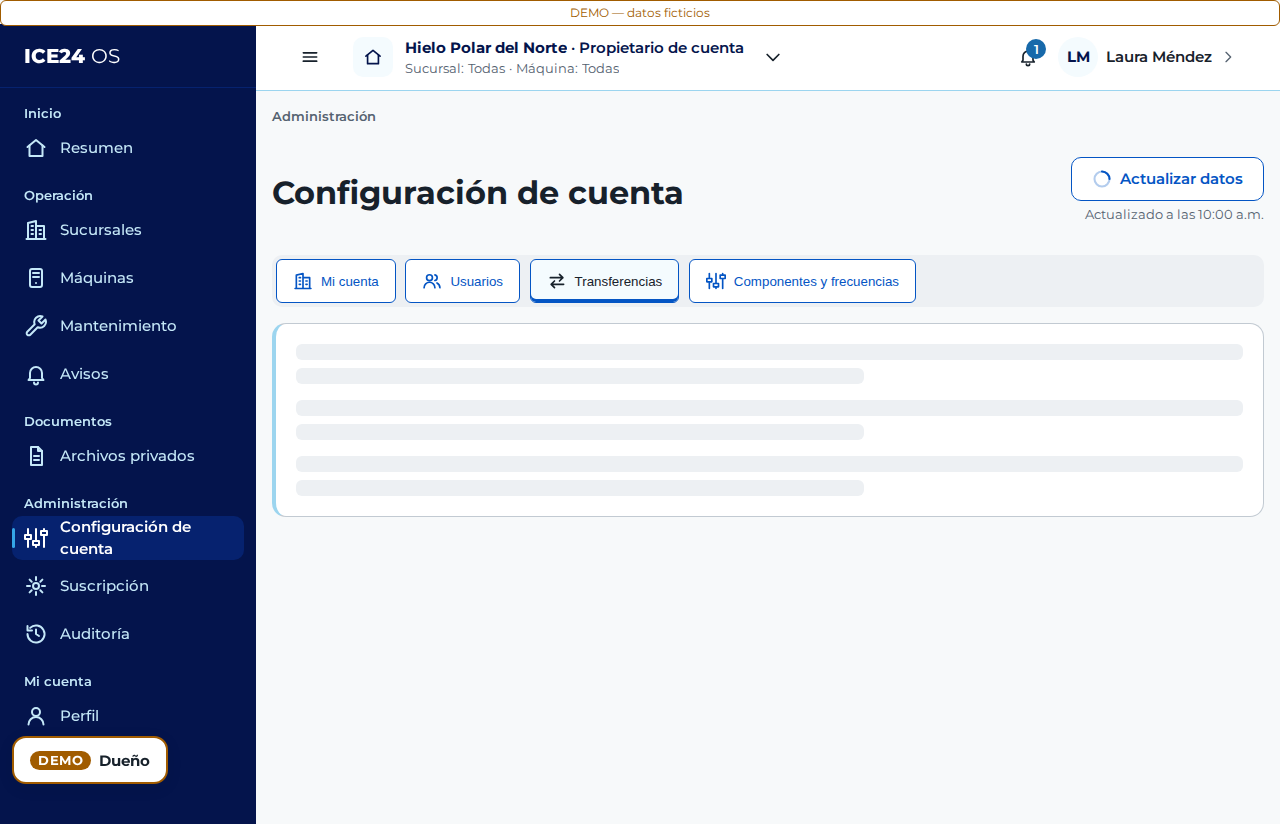 DEMO — datos ficticios
ICE24 OS
Hielo Polar del Norte · Propietario de cuenta
Sucursal: Todas · Máquina: Todas
1
LM
Laura Méndez
Inicio
Resumen
Operación
Sucursales
Máquinas
Mantenimiento
Avisos
Documentos
Archivos privados
Administración
Configuración de
cuenta
Suscripción
Auditoría
Mi cuenta
Perfil
DEMO Dueño
Administración
Configuración de cuenta
Actualizar datos
Actualizado a las 10:00 a.m.
Mi cuenta
Usuarios
Transferencias
Componentes y frecuencias